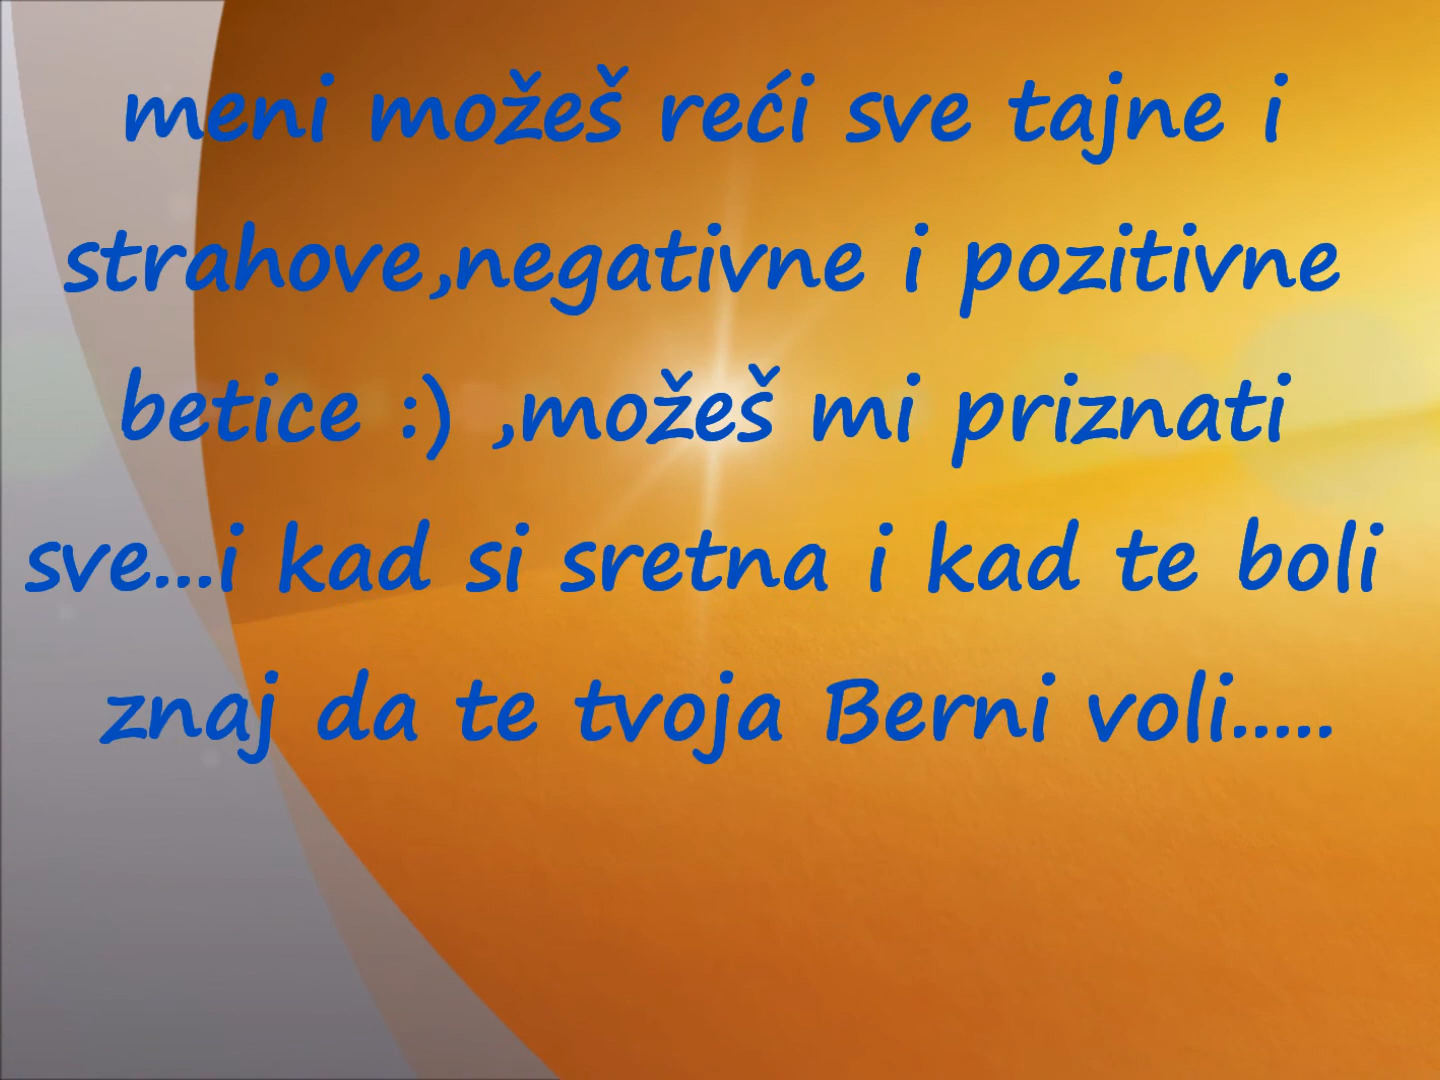 meni možeš reći sve tajne i
strahove,negativne i pozitivne
betice :) ,možeš mi priznati
sve...i kad si sretna i kad te boli
znaj da te tvoja Berni voli.....